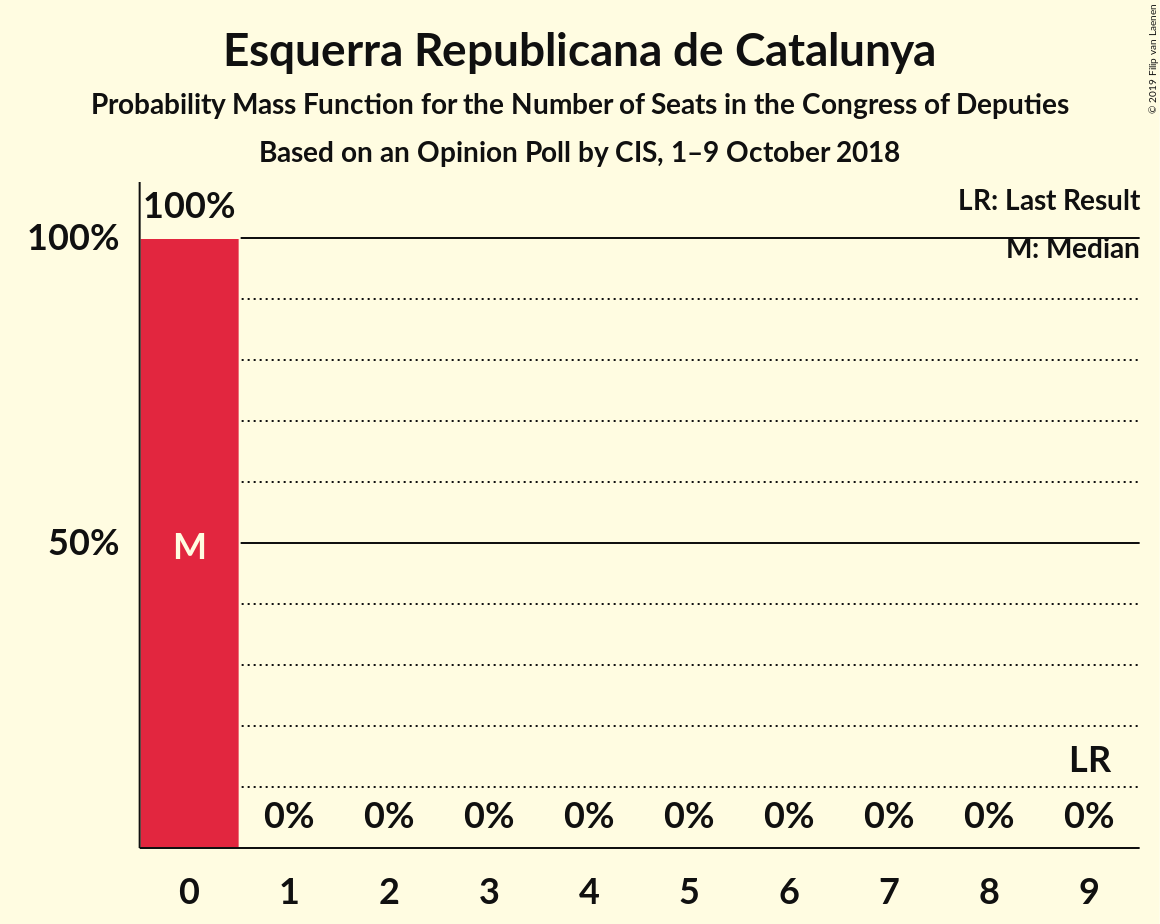 Esquerra Republicana de Catalunya
Probability Mass Function for the Number of Seats in the Congress of Deputies
Based on an Opinion Poll by CIS, 1–9 October 2018
© 2019 Filip van Laenen
LR: Last Result
M: Median
100%
100%
50%
M
LR
0% 0% 0% 0% 0% 0% 0% 0% 0%
0 1 2 3 4 5 6 7 8 9